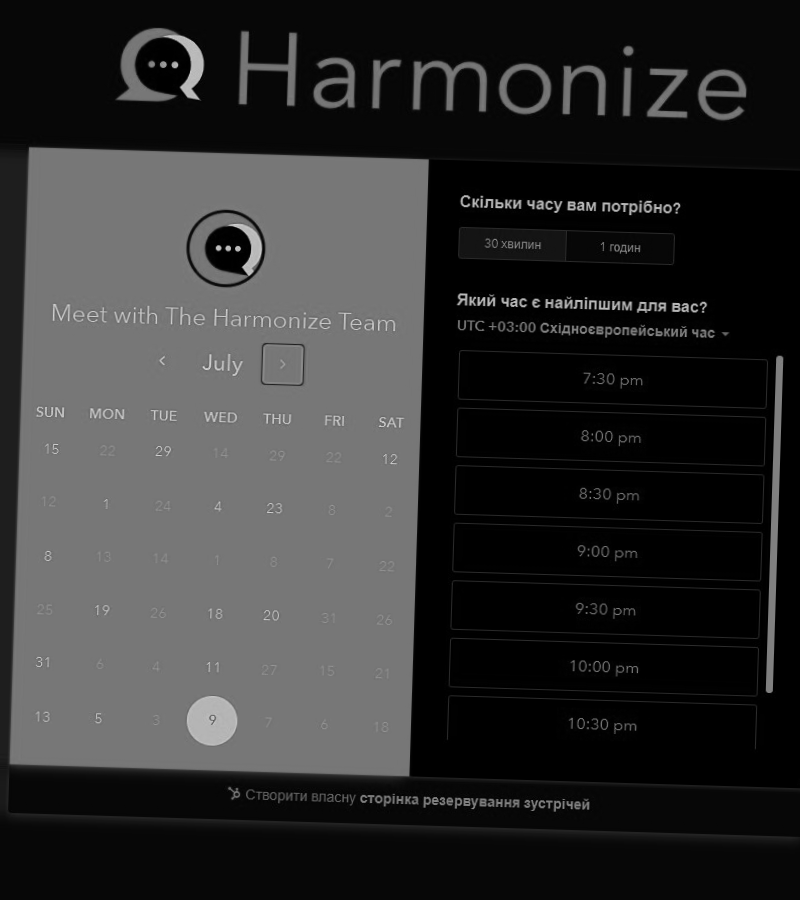 Harmonize
Meet with The Harmonize Team
July
SUN MON TUE WED THU FRI SAT
15 22 29 14 29 22 12
12 1 24 4 23 8 2
8 13 14 1 8 7 22
25 19 26 18 20 31 26
31 6 4 11 27 15 21
13 5 3 9 7 6 18
Скільки часу вам потрібно?
30 хвилин 1 годин
Який час є найліпшим для вас?
UTC +03:00 Східноєвропейський час
7:30 pm
8:00 pm
8:30 pm
9:00 pm
9:30 pm
10:00 pm
10:30 pm
Створити власну сторінка резервування зустрічей